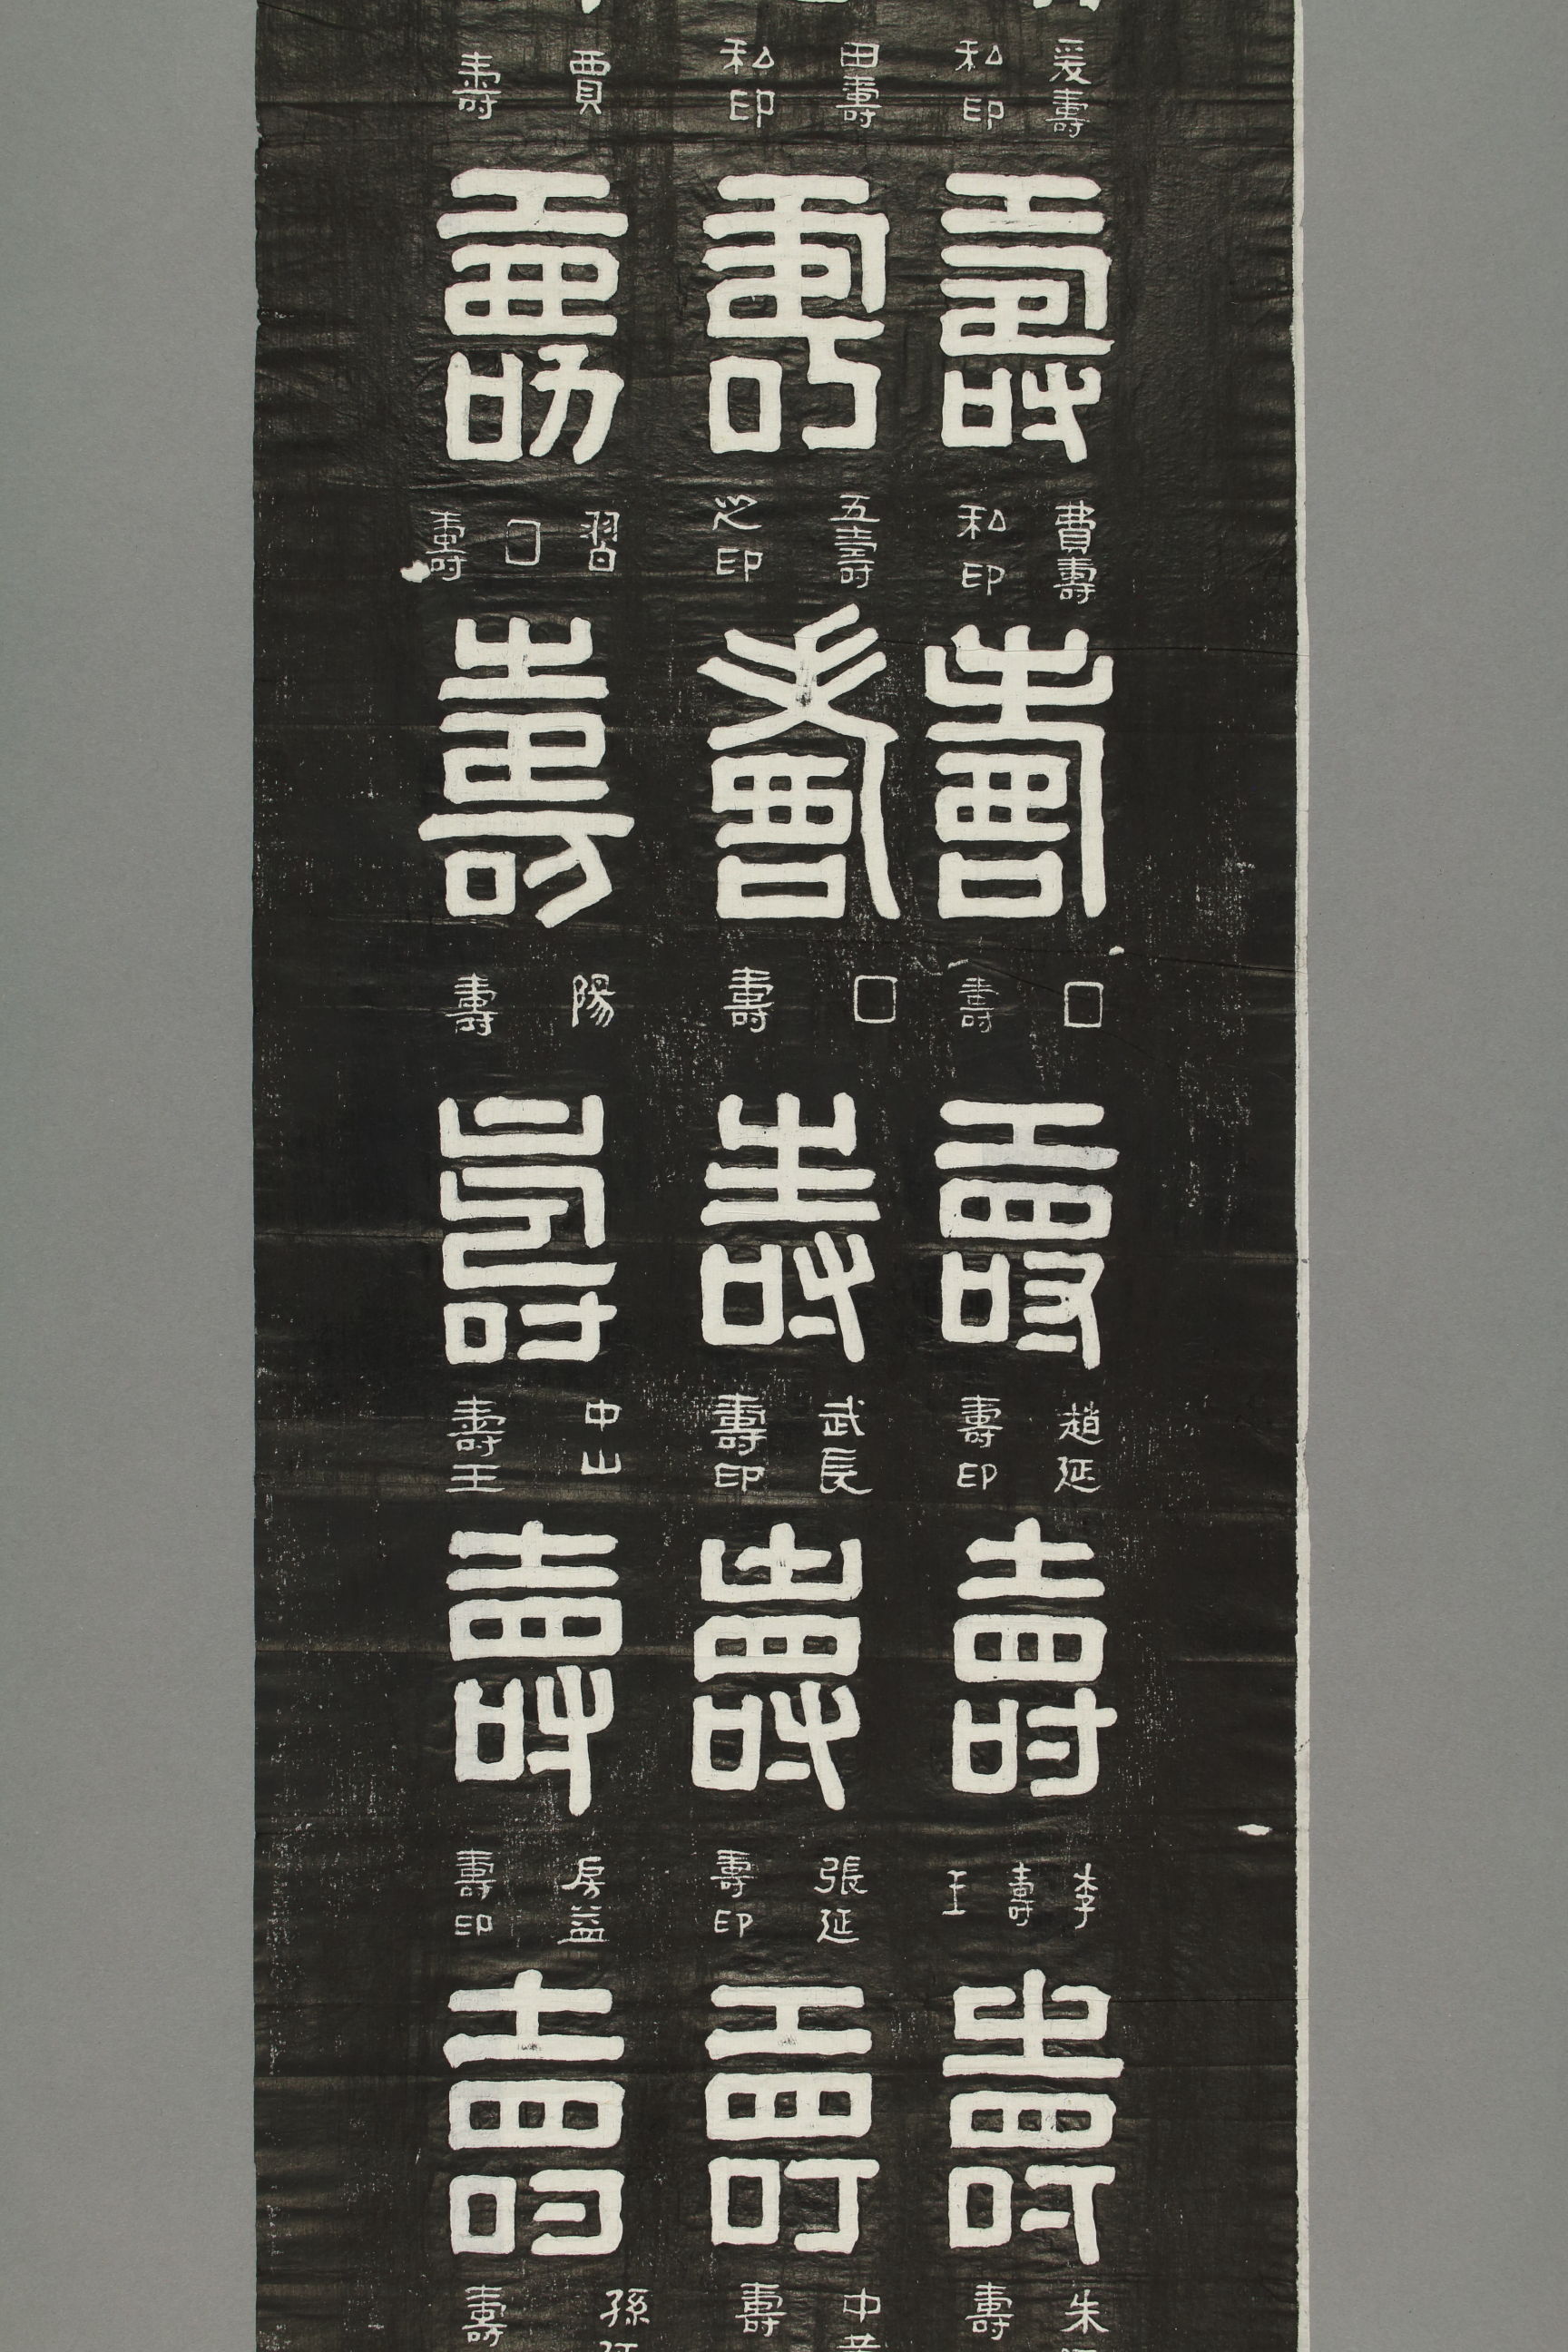 爰壽
私印
壽
費壽
私印
壽
□
壽
壽
趙延
壽印
壽
李
壽
王
壽
朱
壽
田壽
私印
壽
五壽
之印
壽
□
壽
壽
武長
壽印
壽
張延
壽印
壽
中
壽
賈
壽
壽
習
□
壽
壽
陽
壽
壽
中山
壽王
壽
房益
壽印
壽
孫
壽